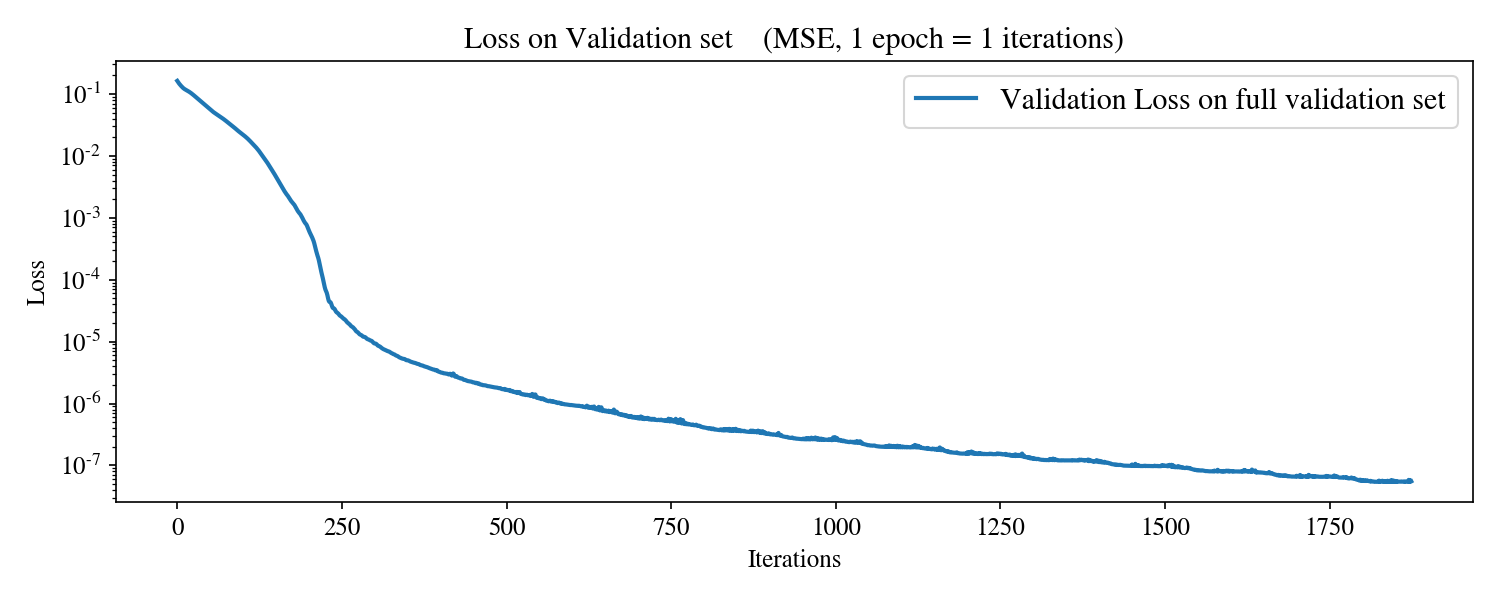 Loss on Validation set (MSE, 1 epoch = 1 iterations)
Validation Loss on full validation set
Loss
10⁻¹
10⁻²
10⁻³
10⁻⁴
10⁻⁵
10⁻⁶
10⁻⁷
0 250 500 750 1000 1250 1500 1750
Iterations